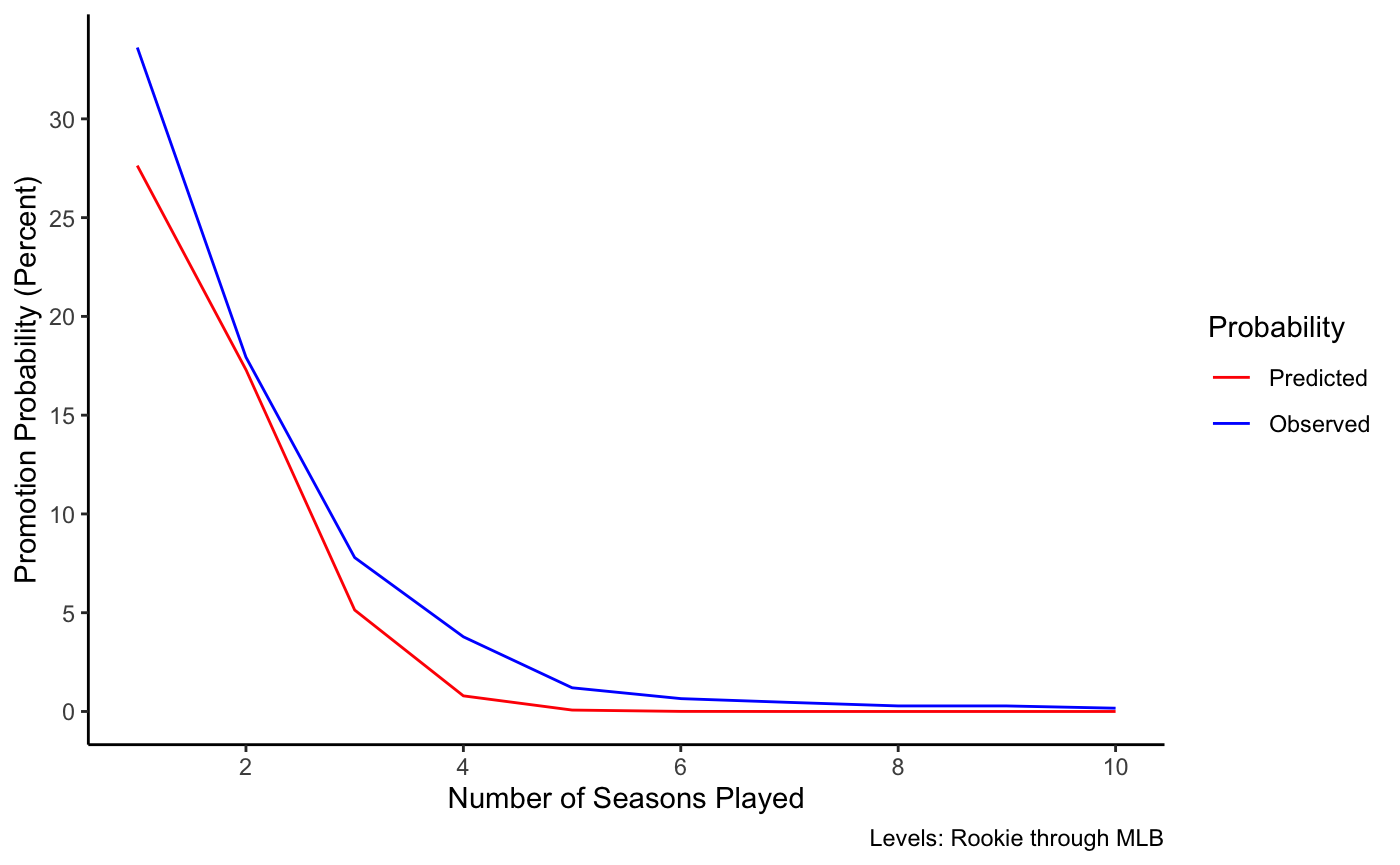 Promotion Probability (Percent)
30
25
20
15
10
5
0
2 4 6 8 10
Number of Seasons Played
Levels: Rookie through MLB
Probability
Predicted
Observed